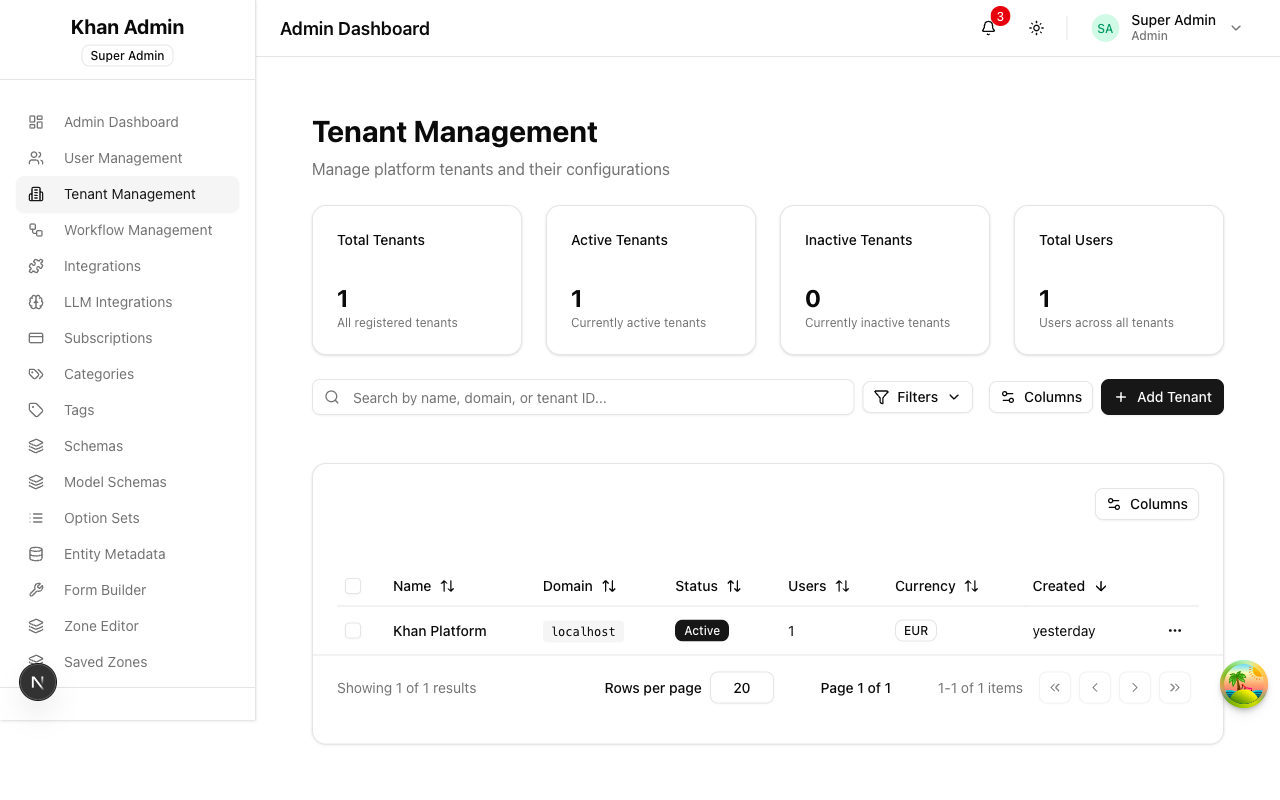 Khan Admin
Super Admin
Admin Dashboard
User Management
Tenant Management
Workflow Management
Integrations
LLM Integrations
Subscriptions
Categories
Tags
Schemas
Model Schemas
Option Sets
Entity Metadata
Form Builder
Zone Editor
Saved Zones
N
Admin Dashboard
3
SA
Super Admin
Admin
Tenant Management
Manage platform tenants and their configurations
Total Tenants
1
All registered tenants
Active Tenants
1
Currently active tenants
Inactive Tenants
0
Currently inactive tenants
Total Users
1
Users across all tenants
Search by name, domain, or tenant ID...
Filters
Columns
Add Tenant
Columns
Name Domain Status Users Currency Created
Khan Platform localhost Active 1 EUR yesterday
Showing 1 of 1 results Rows per page 20 Page 1 of 1 1-1 of 1 items